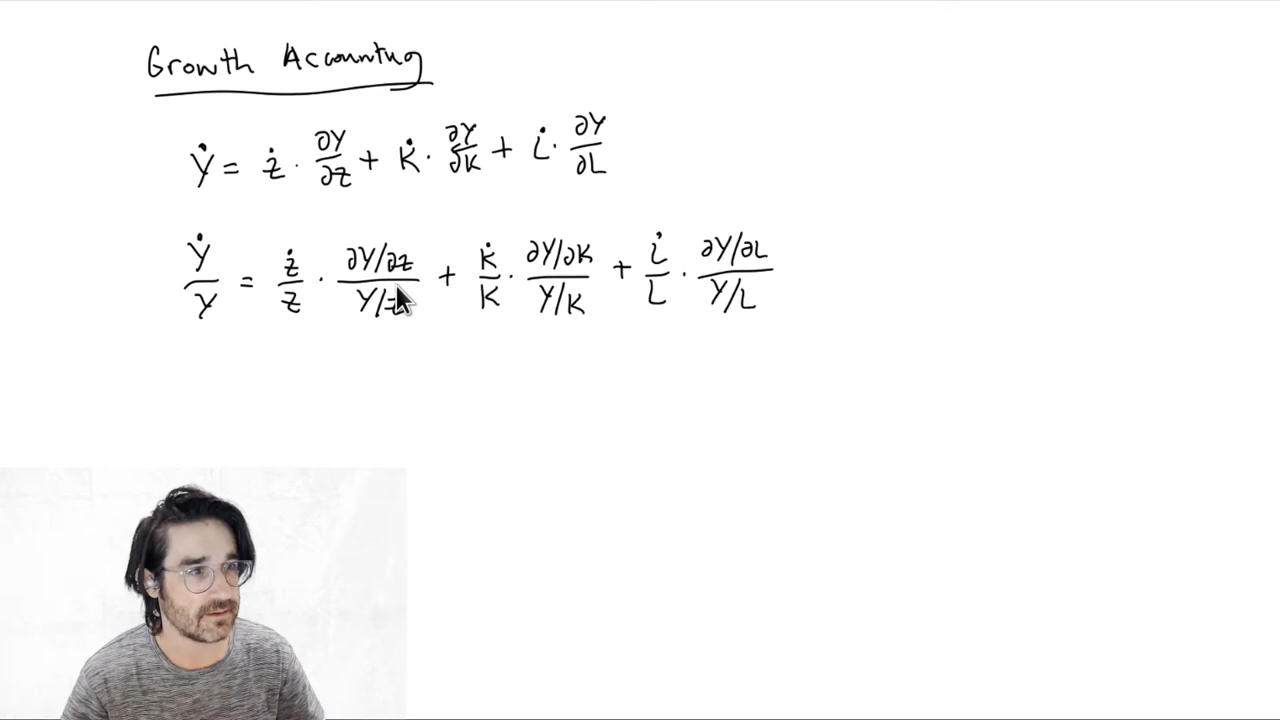 Growth Accounting
Ẏ = ż · ∂Y/∂z + K̇ · ∂Y/∂K + L̇ · ∂Y/∂L
Ẏ/Y = ż/z · (∂Y/∂z)/(Y/z) + K̇/K · (∂Y/∂K)/(Y/K) + L̇/L · (∂Y/∂L)/(Y/L)